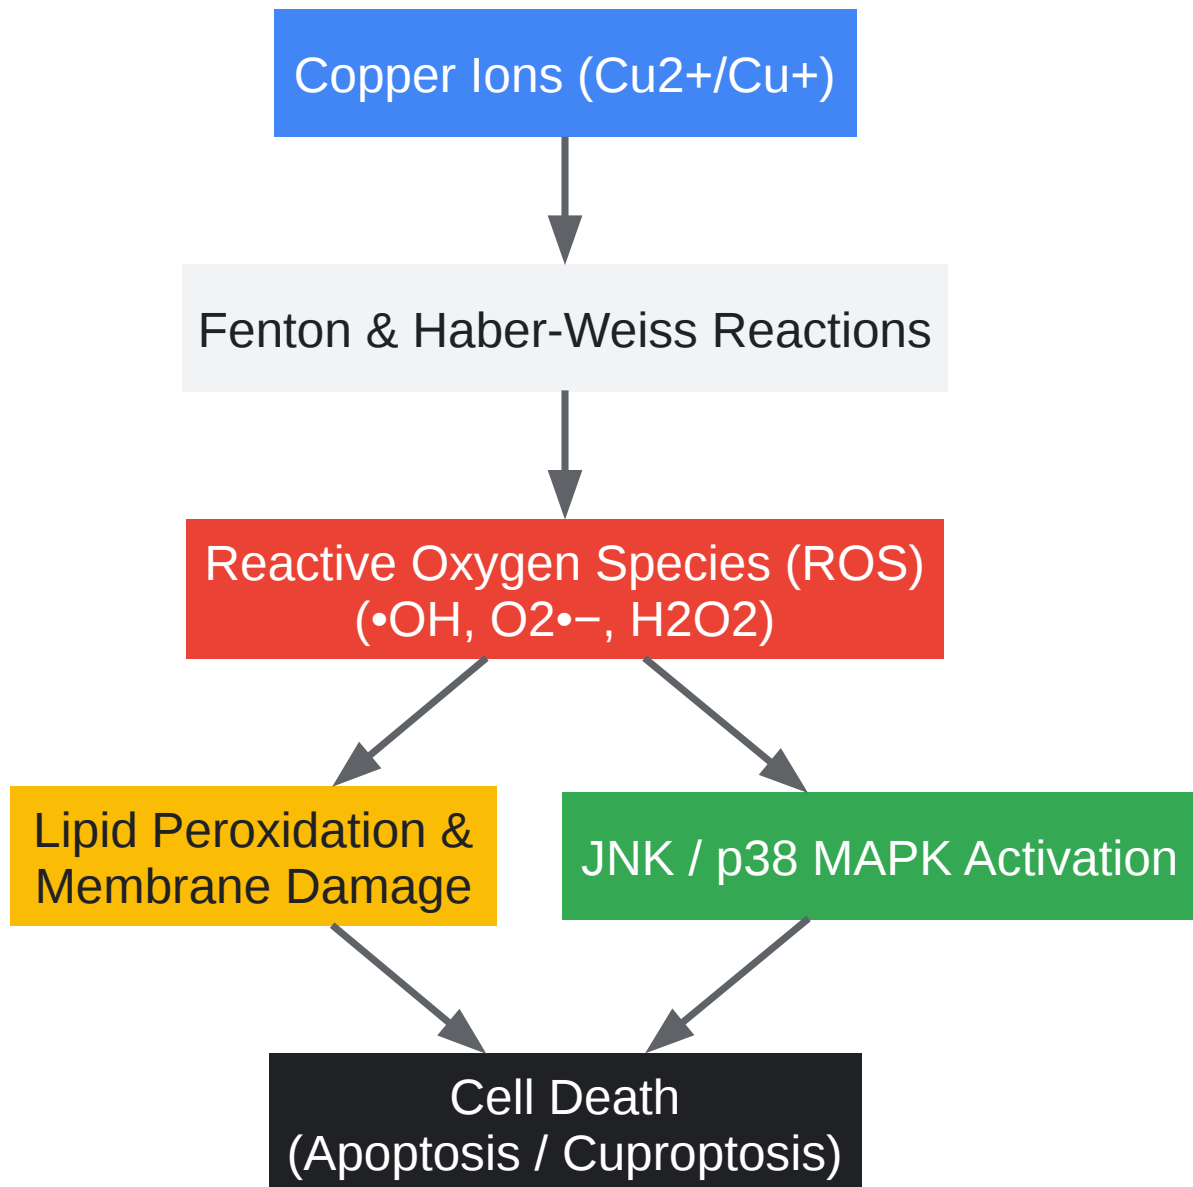 Copper Ions (Cu2+/Cu+)
Fenton & Haber-Weiss Reactions
Reactive Oxygen Species (ROS)
(•OH, O2•−, H2O2)
Lipid Peroxidation &
Membrane Damage
JNK / p38 MAPK Activation
Cell Death
(Apoptosis / Cuproptosis)